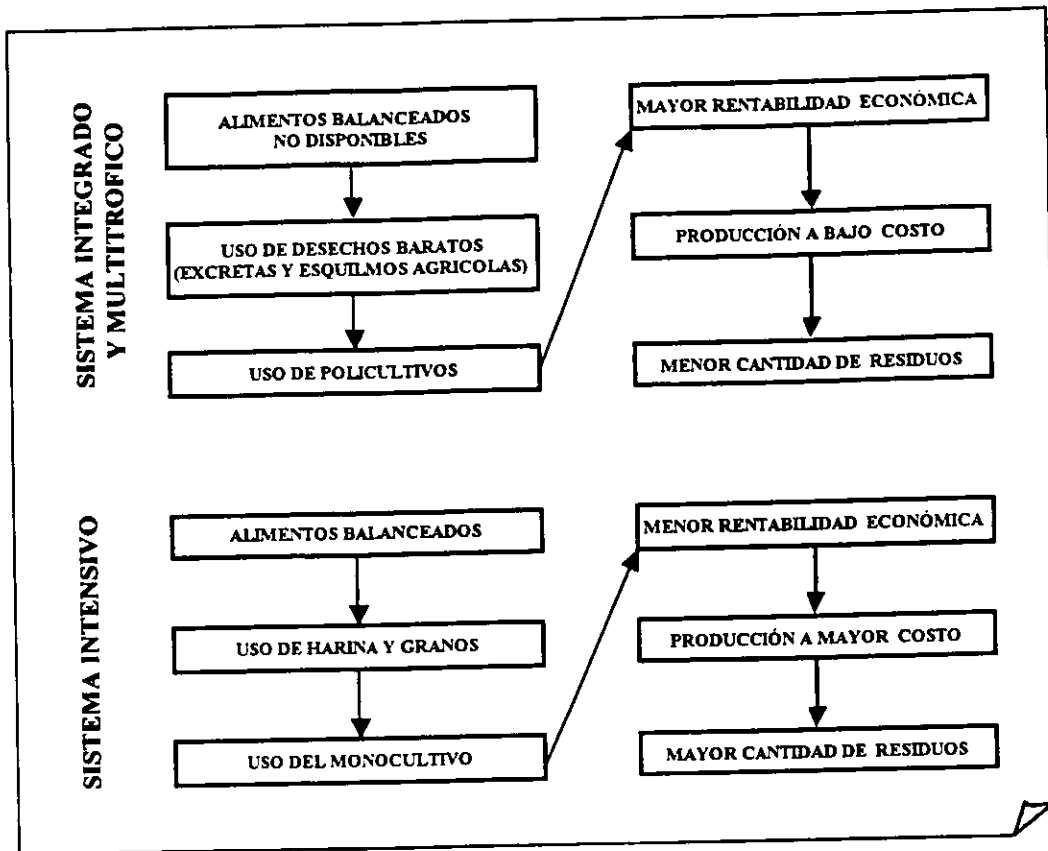 SISTEMA INTEGRADO
Y MULTITROFICO
ALIMENTOS BALANCEADOS
NO DISPONIBLES
USO DE DESECHOS BARATOS
(EXCRETAS Y ESQUILMOS AGRICOLAS)
USO DE POLICULTIVOS
MAYOR RENTABILIDAD ECONÓMICA
PRODUCCIÓN A BAJO COSTO
MENOR CANTIDAD DE RESIDUOS
SISTEMA INTENSIVO
ALIMENTOS BALANCEADOS
USO DE HARINA Y GRANOS
USO DEL MONOCULTIVO
MENOR RENTABILIDAD ECONÓMICA
PRODUCCIÓN A MAYOR COSTO
MAYOR CANTIDAD DE RESIDUOS